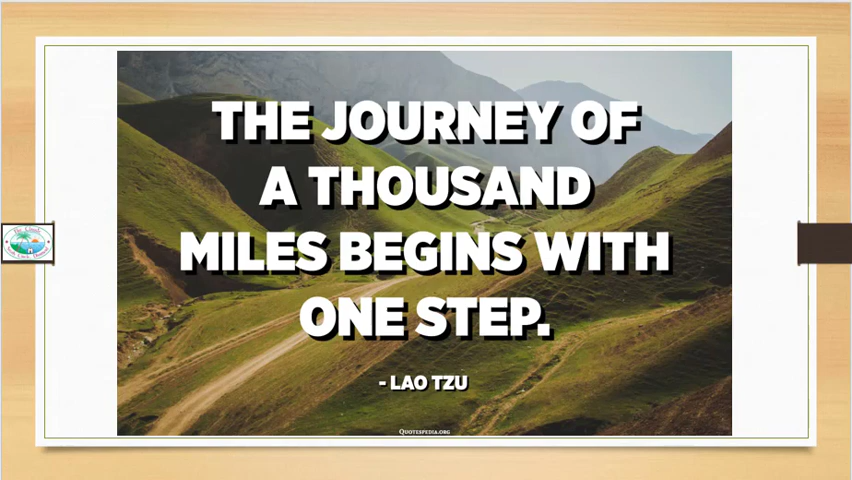 THE JOURNEY OF
A THOUSAND
MILES BEGINS WITH
ONE STEP.
- LAO TZU
QUOTESPEDIA.ORG